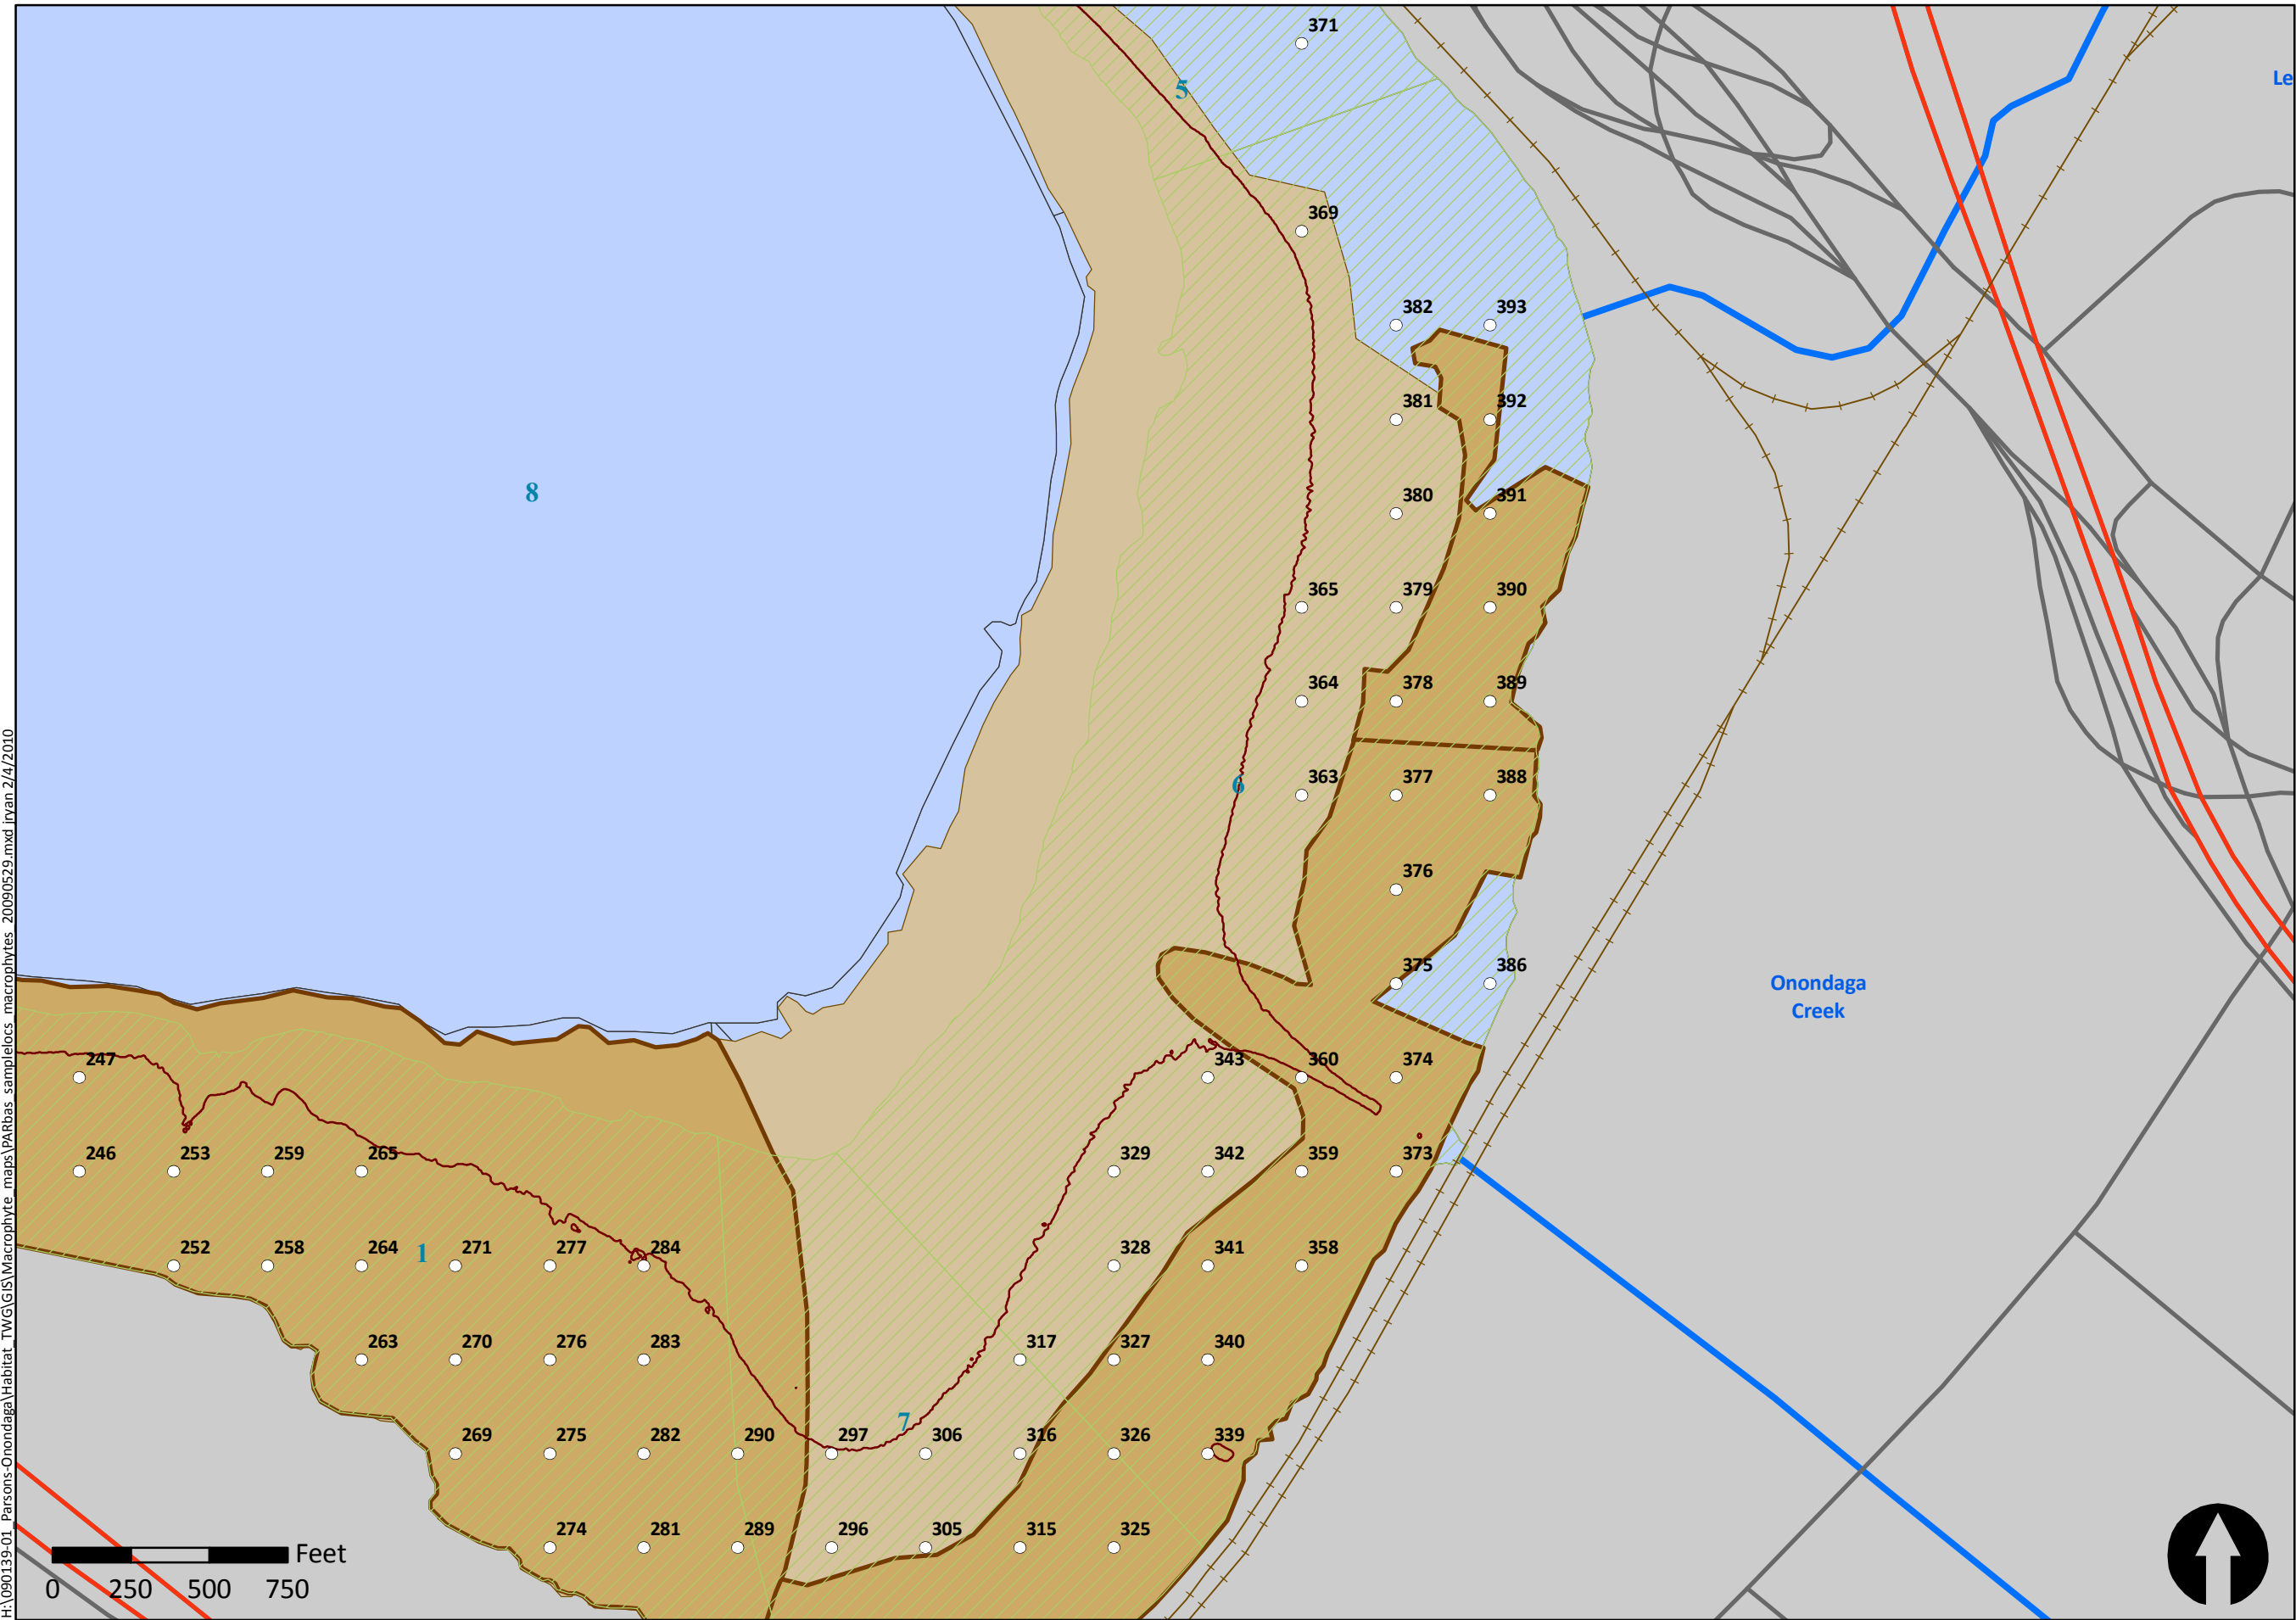 371
5
Le
369
382 393
381 392
8
380 391
365 379 390
364 378 389
6 363 377 388
376
375 386
Onondaga
Creek
247 343 360 374
246 253 259 265 329 342 359 373
252 258 264 1 271 277 284 328 341 358
263 270 276 283 317 327 340
7
269 275 282 290 297 306 316 326 339
274 281 289 296 305 315 325
Feet
0 250 500 750
H:\090139-01_Parsons-Onondaga\Habitat_TWG\GIS\Macrophyte_maps\PARbas_samplelocs_macrophytes_20090529.mxd jryan 2/4/2010